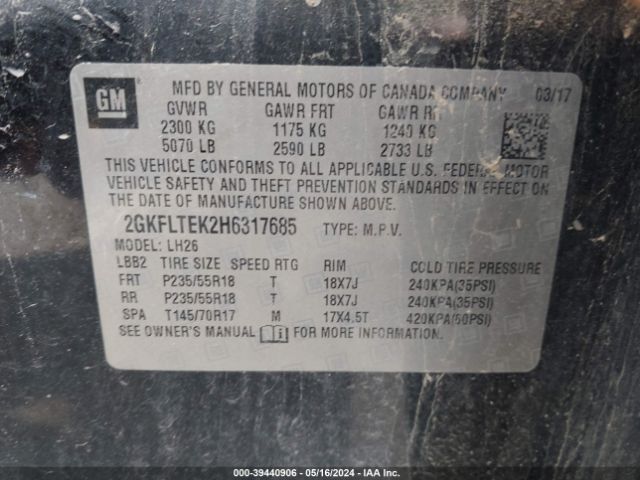 GM
MFD BY GENERAL MOTORS OF CANADA COMPANY 03/17
GVWR GAWR FRT GAWR RR
2300 KG 1175 KG 1240 KG
5070 LB 2590 LB 2733 LB
THIS VEHICLE CONFORMS TO ALL APPLICABLE U.S. FEDERAL MOTOR
VEHICLE SAFETY AND THEFT PREVENTION STANDARDS IN EFFECT ON
THE DATE OF MANUFACTURE SHOWN ABOVE.
2GKFLTEK2H6317685 TYPE: M.P.V.
MODEL: LH26
LBB2 TIRE SIZE SPEED RTG RIM COLD TIRE PRESSURE
FRT P235/55R18 T 18X7J 240KPA(35PSI)
RR P235/55R18 T 18X7J 240KPA(35PSI)
SPA T145/70R17 M 17X4.5T 420KPA(60PSI)
SEE OWNER'S MANUAL FOR MORE INFORMATION.
000-39440906 - 05/16/2024 - IAA Inc.